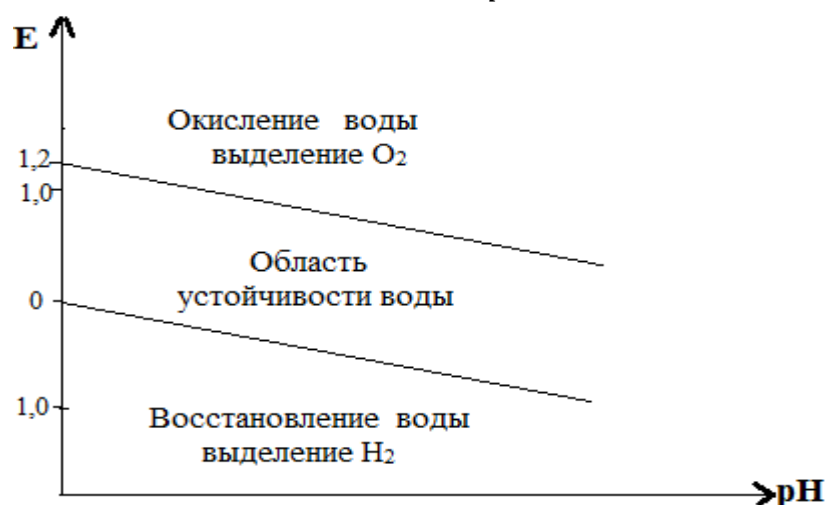 E
Окисление воды
выделение O₂
1,2
1,0
Область
устойчивости воды
0
1,0
Восстановление воды
выделение H₂
pH